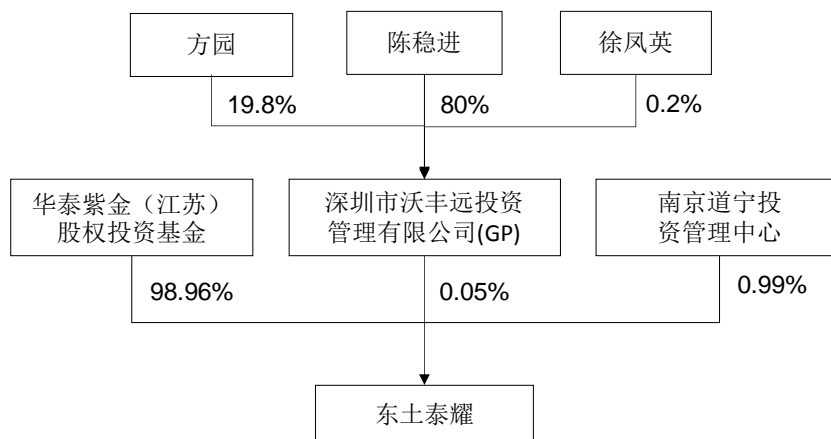 方园
陈稳进
徐凤英
19.8%
80%
0.2%
华泰紫金（江苏）
股权投资基金
深圳市沃丰远投资
管理有限公司(GP)
南京道宁投
资管理中心
98.96%
0.05%
0.99%
东土泰耀